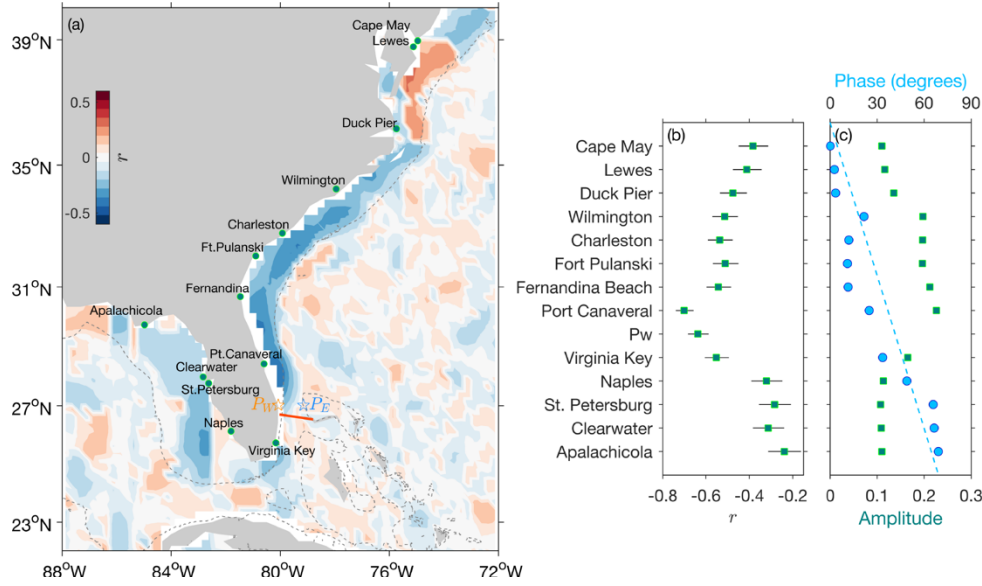 (a)
Cape May
Lewes
Duck Pier
Wilmington
Charleston
Ft.Pulanski
Fernandina
Apalachicola
Pt.Canaveral
Clearwater
St.Petersburg
P_W☆ ☆P_E
Naples
Virginia Key
0.5
0
-0.5
r
39°N
35°N
31°N
27°N
23°N
88°W 84°W 80°W 76°W 72°W
(b)
Cape May
Lewes
Duck Pier
Wilmington
Charleston
Fort Pulanski
Fernandina Beach
Port Canaveral
Pw
Virginia Key
Naples
St. Petersburg
Clearwater
Apalachicola
-0.8 -0.6 -0.4 -0.2
r
Phase (degrees)
0 30 60 90
(c)
0 0.1 0.2 0.3
Amplitude